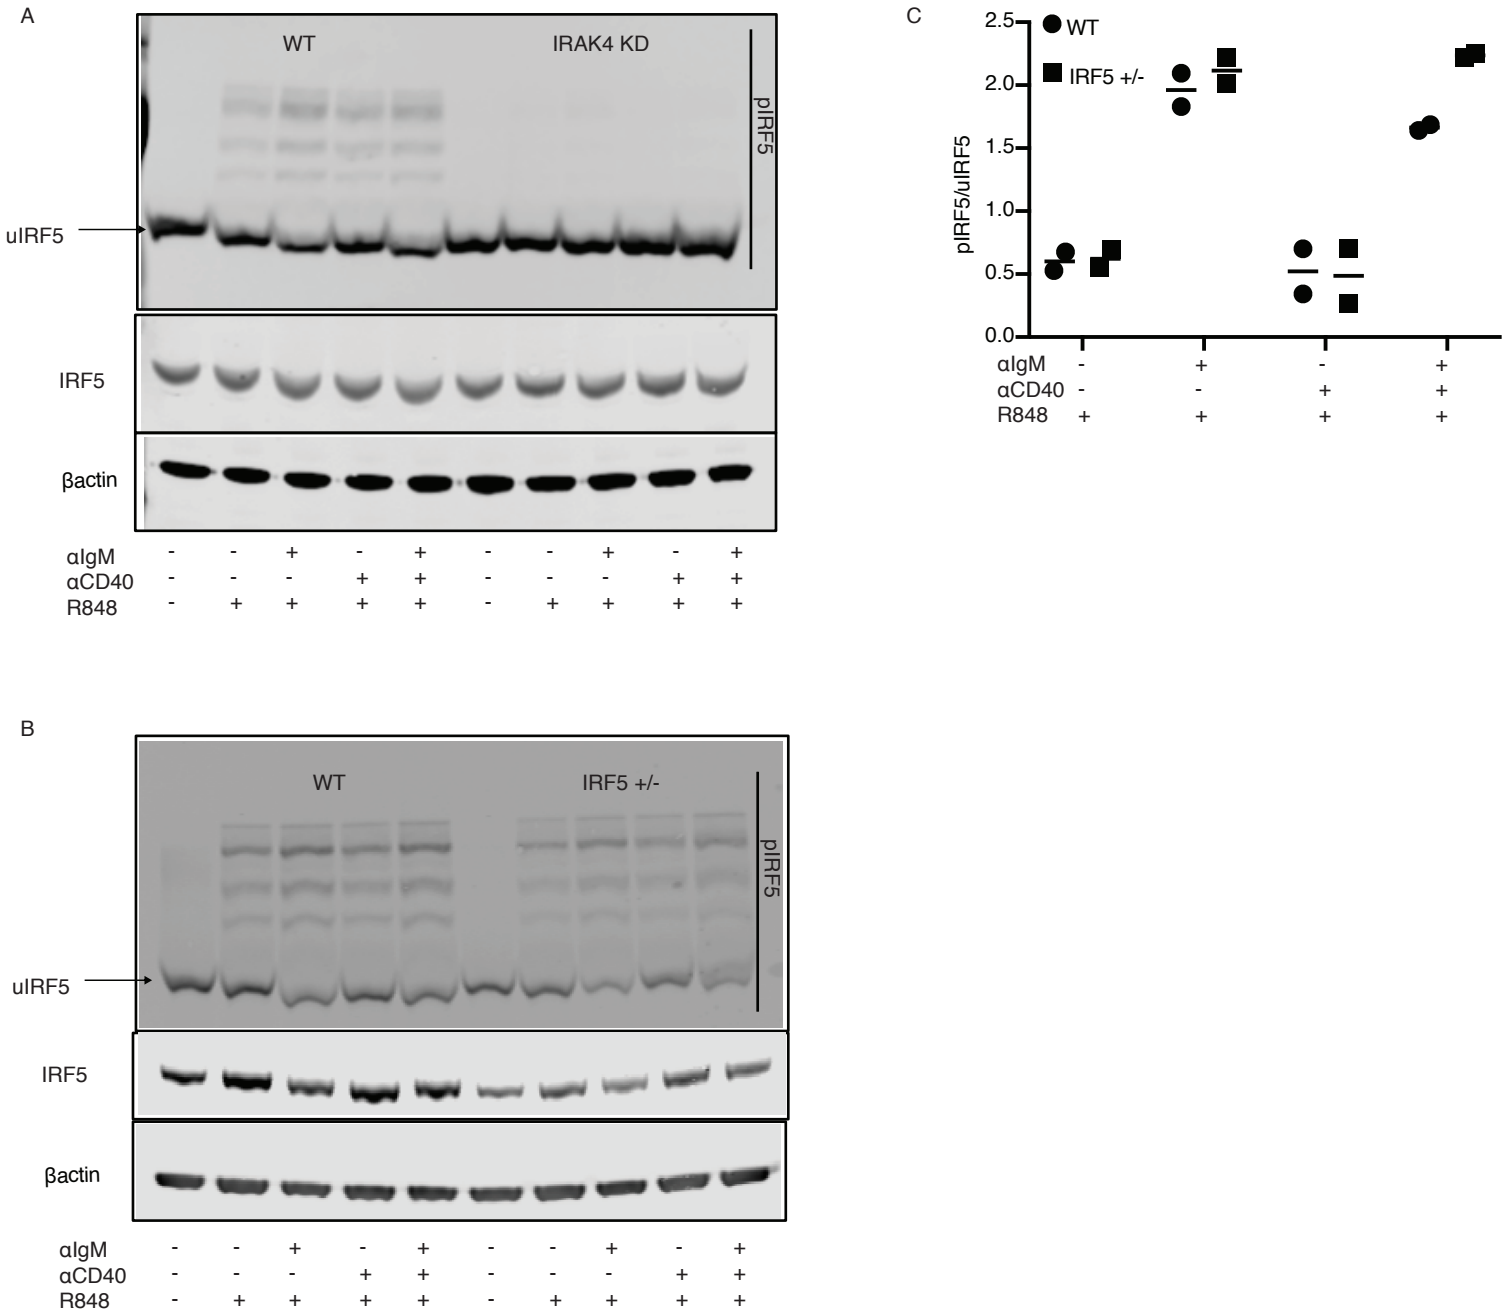 A
WT IRAK4 KD
pIRF5
uIRF5
IRF5
βactin
αIgM - - + - + - - + - +
αCD40 - - - + + - - - + +
R848 - + + + + - + + + +
B
WT IRF5 +/-
pIRF5
uIRF5
IRF5
βactin
αIgM - - + - + - - + - +
αCD40 - - - + + - - - + +
R848 - + + + + - + + + +
C
WT
IRF5 +/-
pIRF5/uIRF5
2.5
2.0
1.5
1.0
0.5
0.0
αIgM - + - +
αCD40 - - + +
R848 + + + +